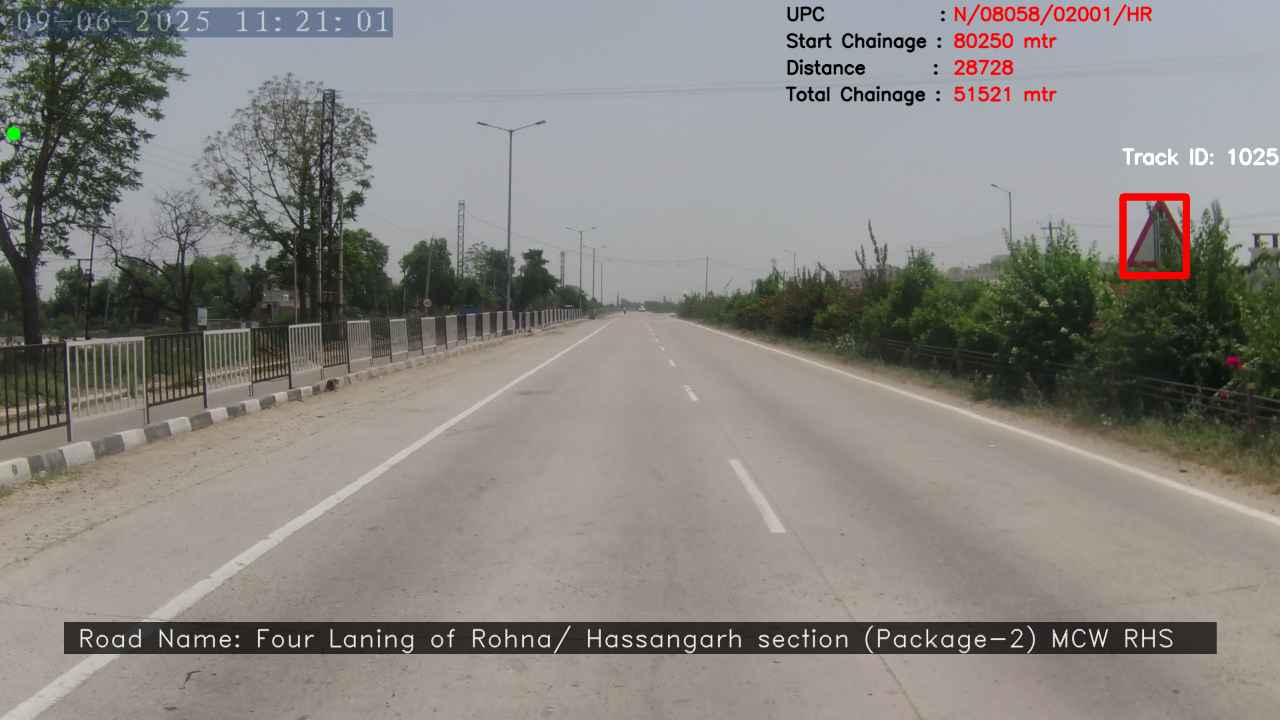 09-06-2025 11:21:01
UPC : N/08058/02001/HR
Start Chainage : 80250 mtr
Distance : 28728
Total Chainage : 51521 mtr
Track ID: 1025
Road Name: Four Laning of Rohna/ Hassangarh section (Package-2) MCW RHS